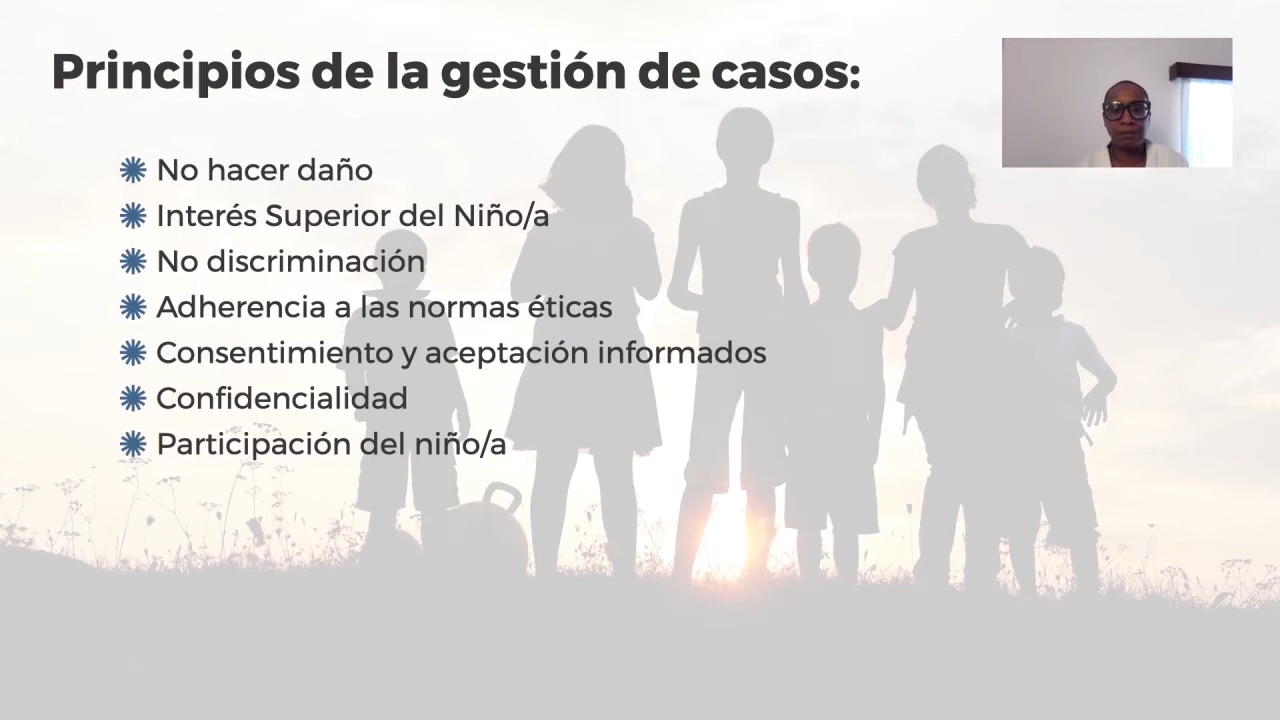 Principios de la gestión de casos:
No hacer daño
Interés Superior del Niño/a
No discriminación
Adherencia a las normas éticas
Consentimiento y aceptación informados
Confidencialidad
Participación del niño/a